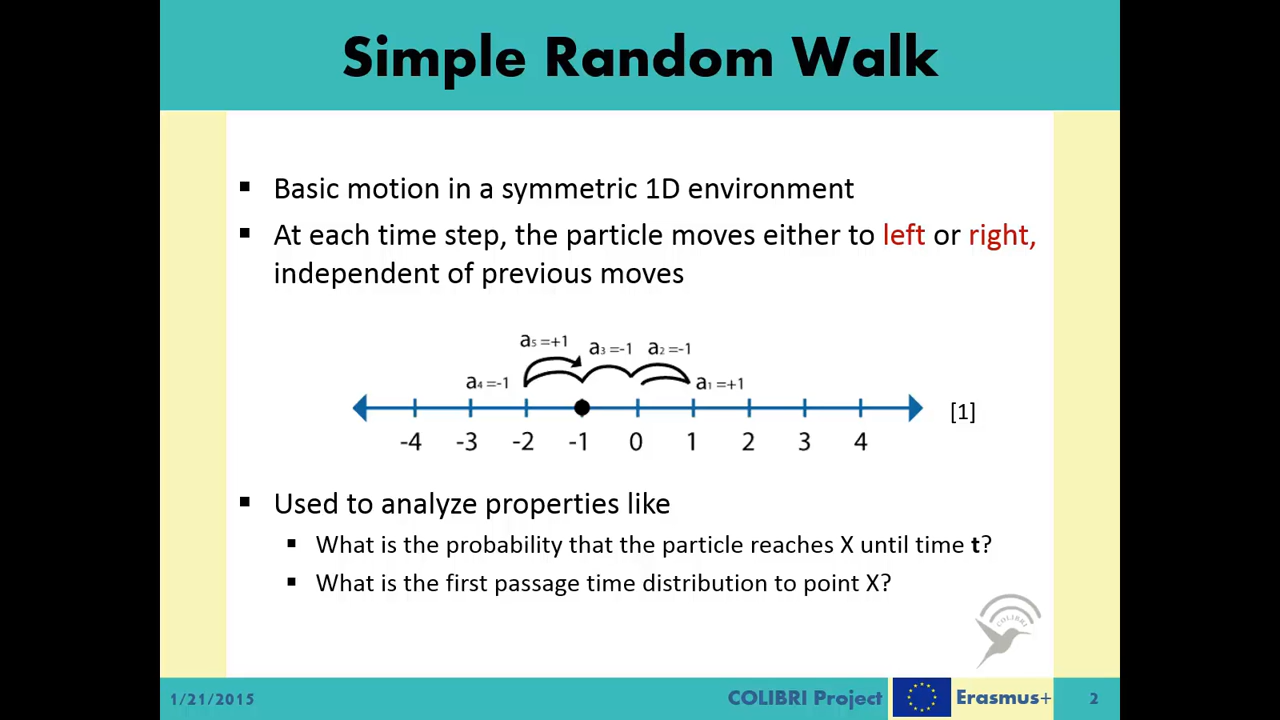 Simple Random Walk
▪ Basic motion in a symmetric 1D environment
▪ At each time step, the particle moves either to left or right,
independent of previous moves
a₅ =+1 a₃ =-1 a₂ =-1
a₄ =-1 a₁ =+1
[1]
-4 -3 -2 -1 0 1 2 3 4
▪ Used to analyze properties like
▪ What is the probability that the particle reaches X until time t?
▪ What is the first passage time distribution to point X?
COLIBRI
1/21/2015 COLIBRI Project Erasmus+ 2